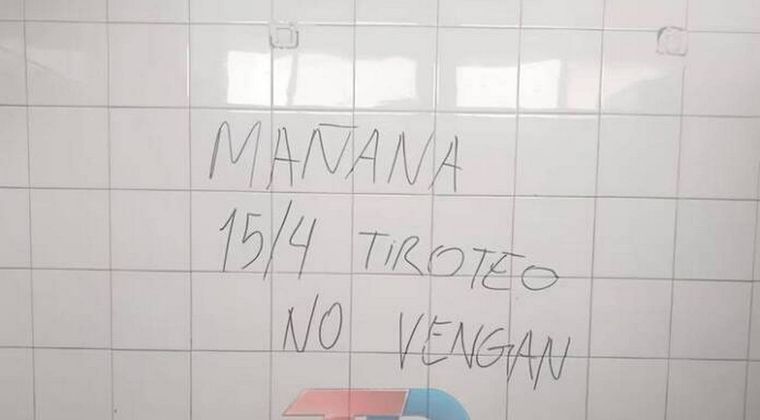 MAÑANA
15/4 TIROTEO
NO VENGAN